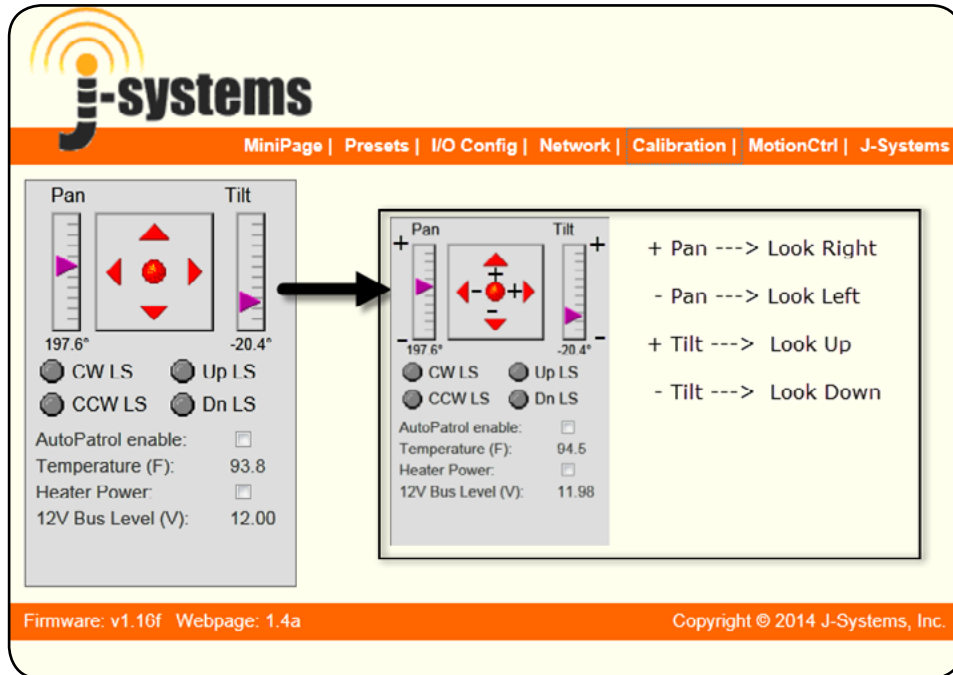 j-systems
MiniPage | Presets | I/O Config | Network | Calibration | MotionCtrl | J-Systems
Pan Tilt
197.6° -20.4°
CW LS Up LS
CCW LS Dn LS
AutoPatrol enable:
Temperature (F): 93.8
Heater Power:
12V Bus Level (V): 12.00
Pan Tilt
+ +
+
- +
-
- -
197.6° -20.4°
CW LS Up LS
CCW LS Dn LS
AutoPatrol enable:
Temperature (F): 94.5
Heater Power:
12V Bus Level (V): 11.98
+ Pan ---> Look Right
- Pan ---> Look Left
+ Tilt ---> Look Up
- Tilt ---> Look Down
Firmware: v1.16f Webpage: 1.4a Copyright © 2014 J-Systems, Inc.